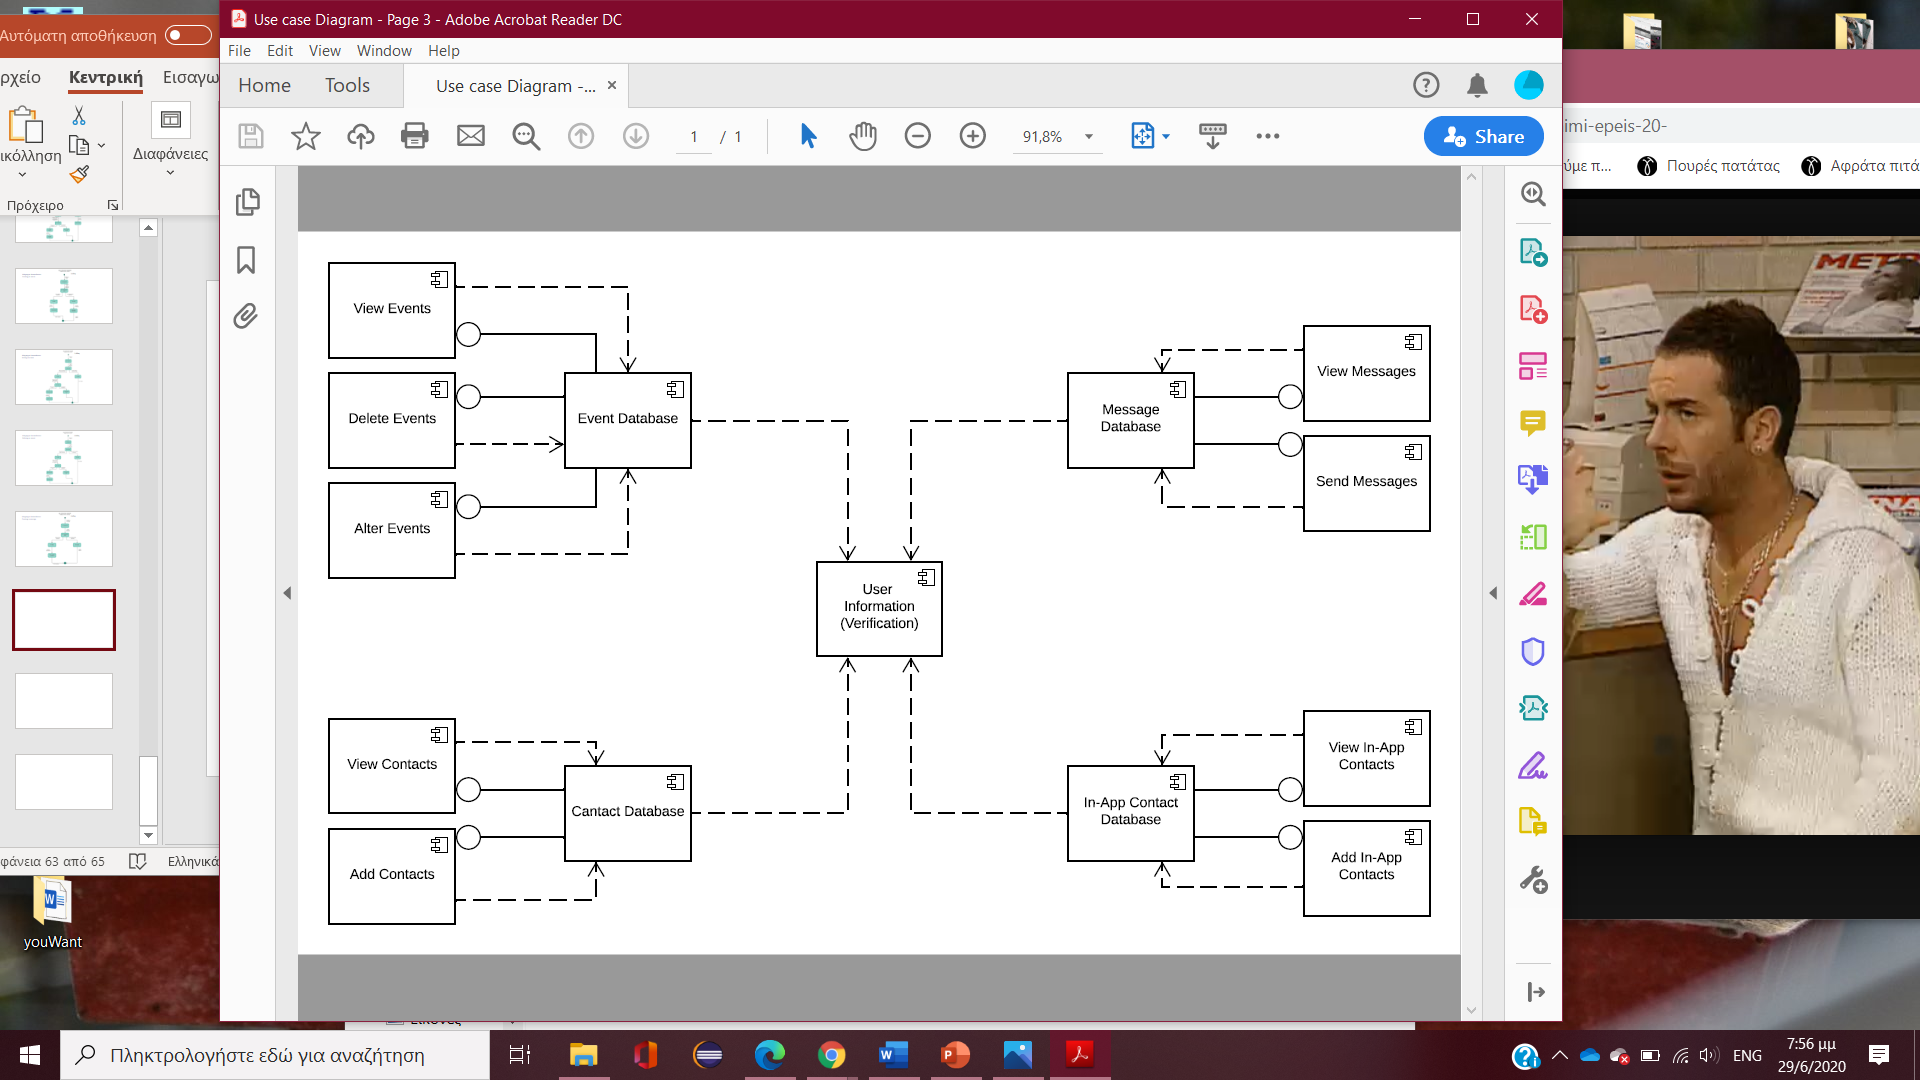 Use case Diagram - Page 3 - Adobe Acrobat Reader DC
File Edit View Window Help
Home Tools Use case Diagram -...
1 / 1 91,8% Share
Αυτόματη αποθήκευση
ρχείο Κεντρική Εισαγω
ικόλληση
Διαφάνειες
Πρόχειρο
imi-epeis-20-
ύμε π... Πουρές πατάτας Αφράτα πιτά
View Events
Delete Events
Alter Events
Event Database
Message
Database
View Messages
Send Messages
User
Information
(Verification)
View Contacts
Add Contacts
Cantact Database
In-App Contact
Database
View In-App
Contacts
Add In-App
Contacts
φάνεια 63 από 65 Ελληνικά
youWant
Πληκτρολογήστε εδώ για αναζήτηση
ENG
7:56 μμ
29/6/2020